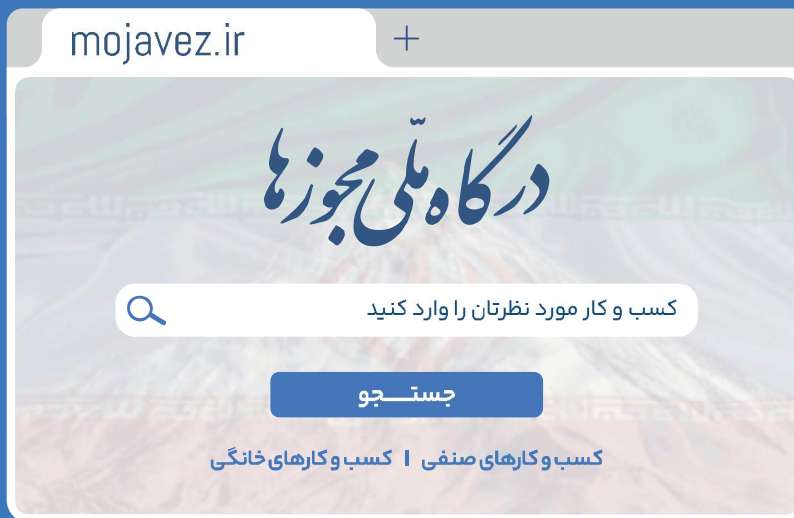 mojavez.ir +
درگاه ملّی مجوزها
کسب و کار مورد نظرتان را وارد کنید
جستـــجو
کسب و کارهای صنفی | کسب و کارهای خانگی